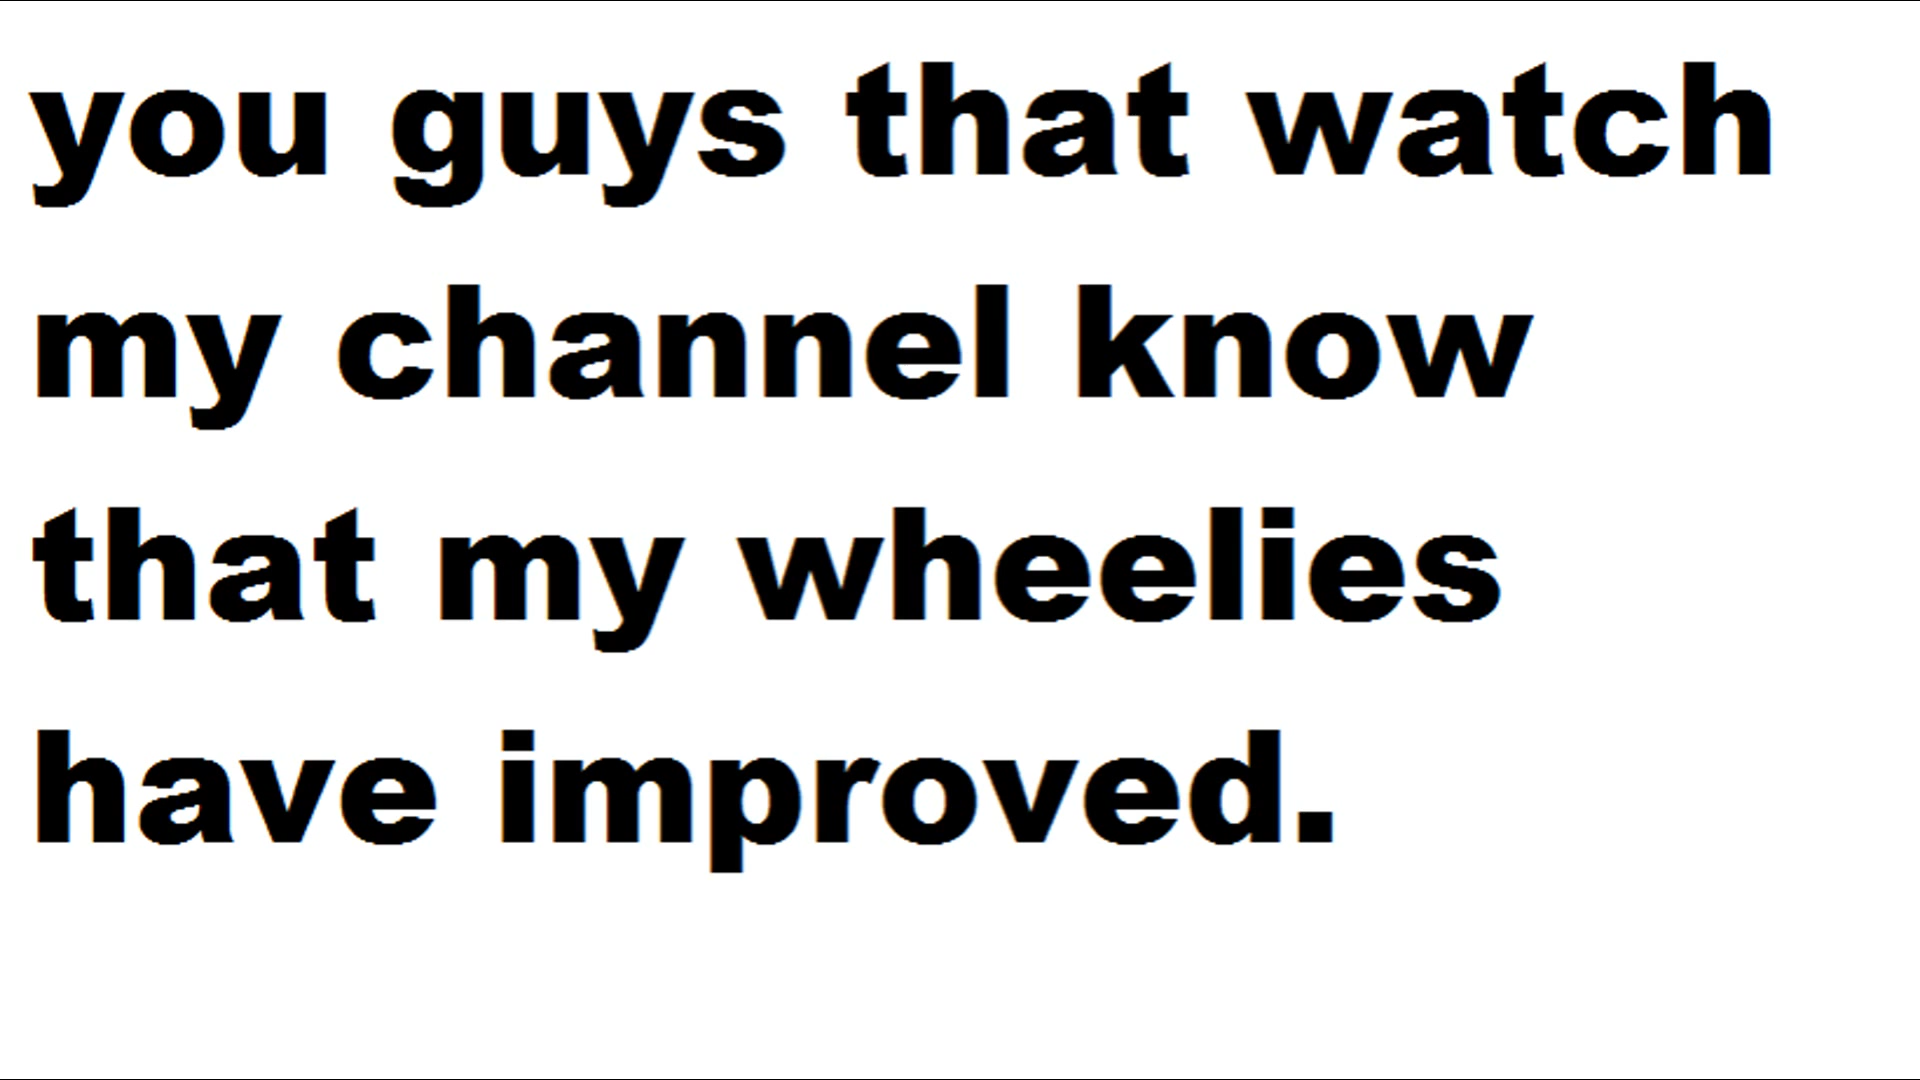 you guys that watch
my channel know
that my wheelies
have improved.